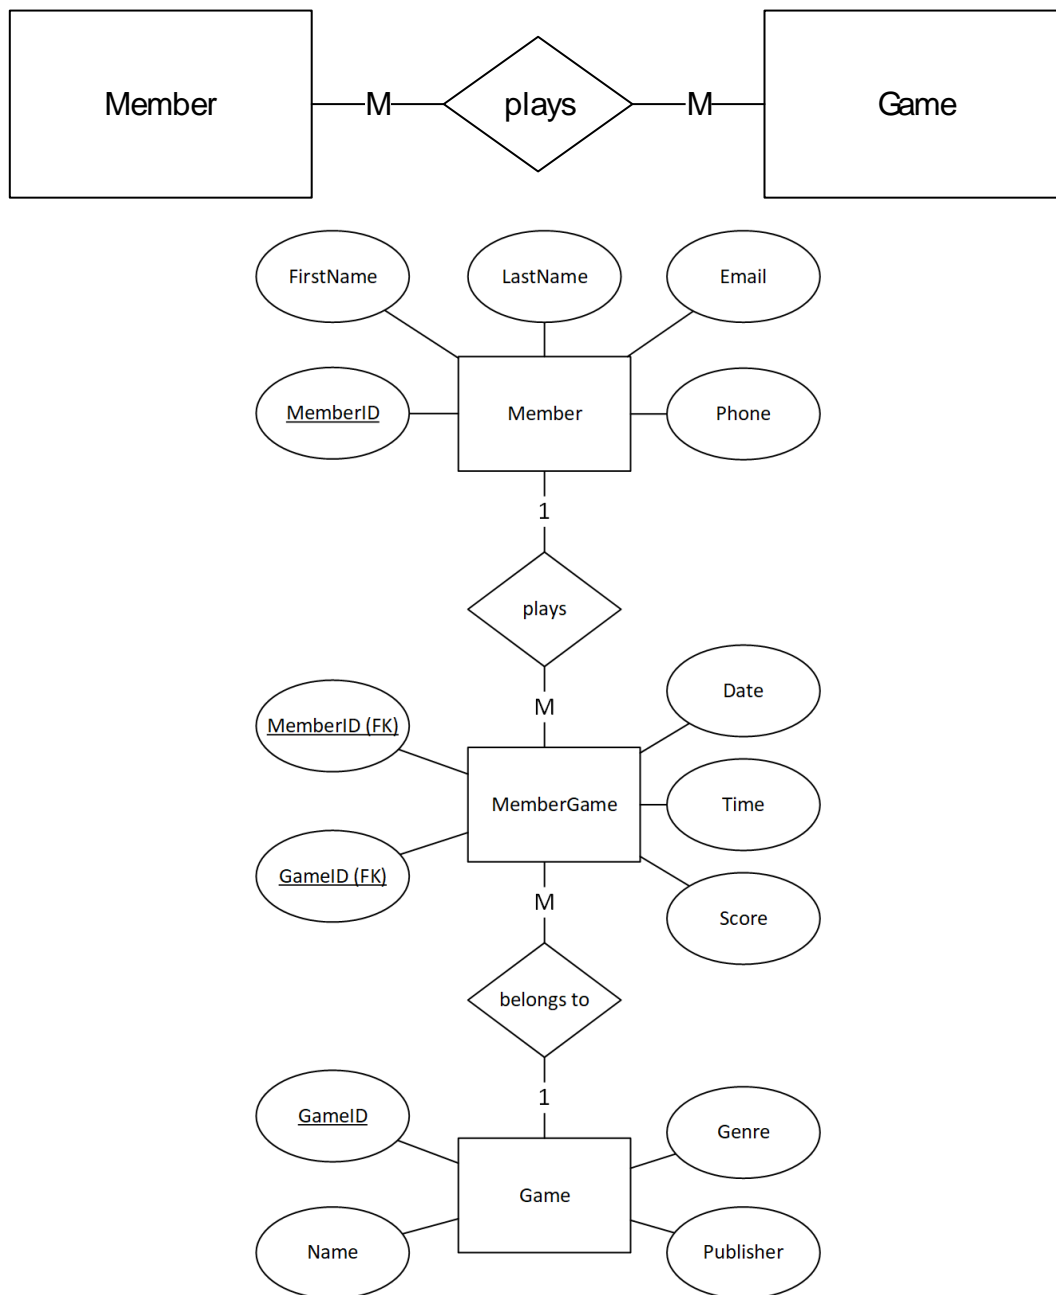 Member M plays M Game
FirstName LastName Email
MemberID Member Phone
1
plays
Date
M
MemberID (FK)
MemberGame Time
GameID (FK)
M
Score
belongs to
1
GameID
Genre
Game
Name Publisher